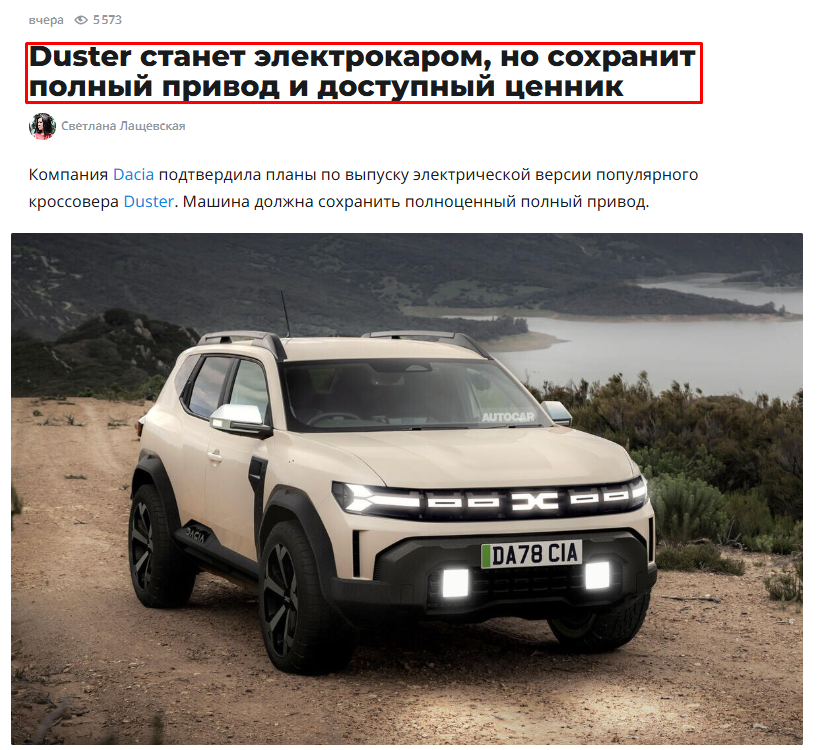 вчера 5573
Duster станет электрокаром, но сохранит
полный привод и доступный ценник
Светлана Лащевская
Компания Dacia подтвердила планы по выпуску электрической версии популярного
кроссовера Duster. Машина должна сохранить полноценный полный привод.
AUTOCAR
DACIA
DA78 CIA